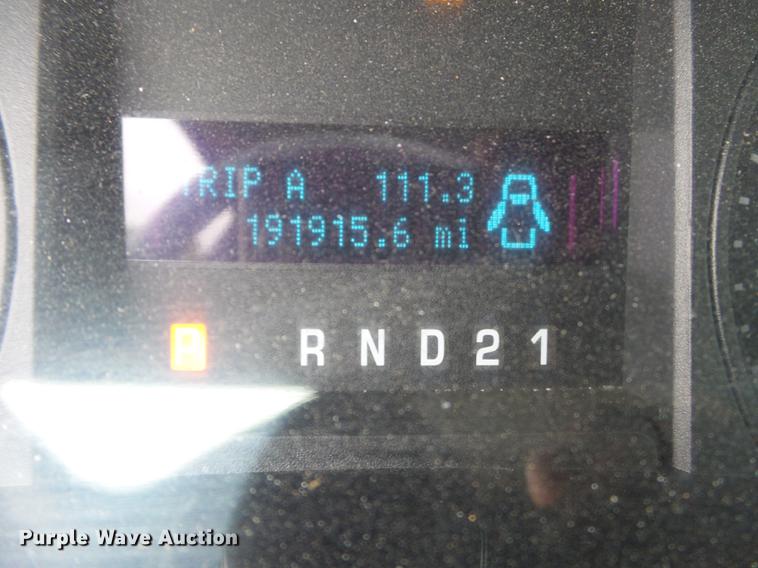 TRIP A 111.3
191915.6 mi
P R N D 2 1
Purple Wave Auction